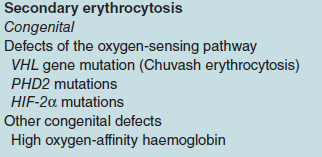 Secondary erythrocytosis
Congenital
Defects of the oxygen-sensing pathway
VHL gene mutation (Chuvash erythrocytosis)
PHD2 mutations
HIF-2α mutations
Other congenital defects
High oxygen-affinity haemoglobin